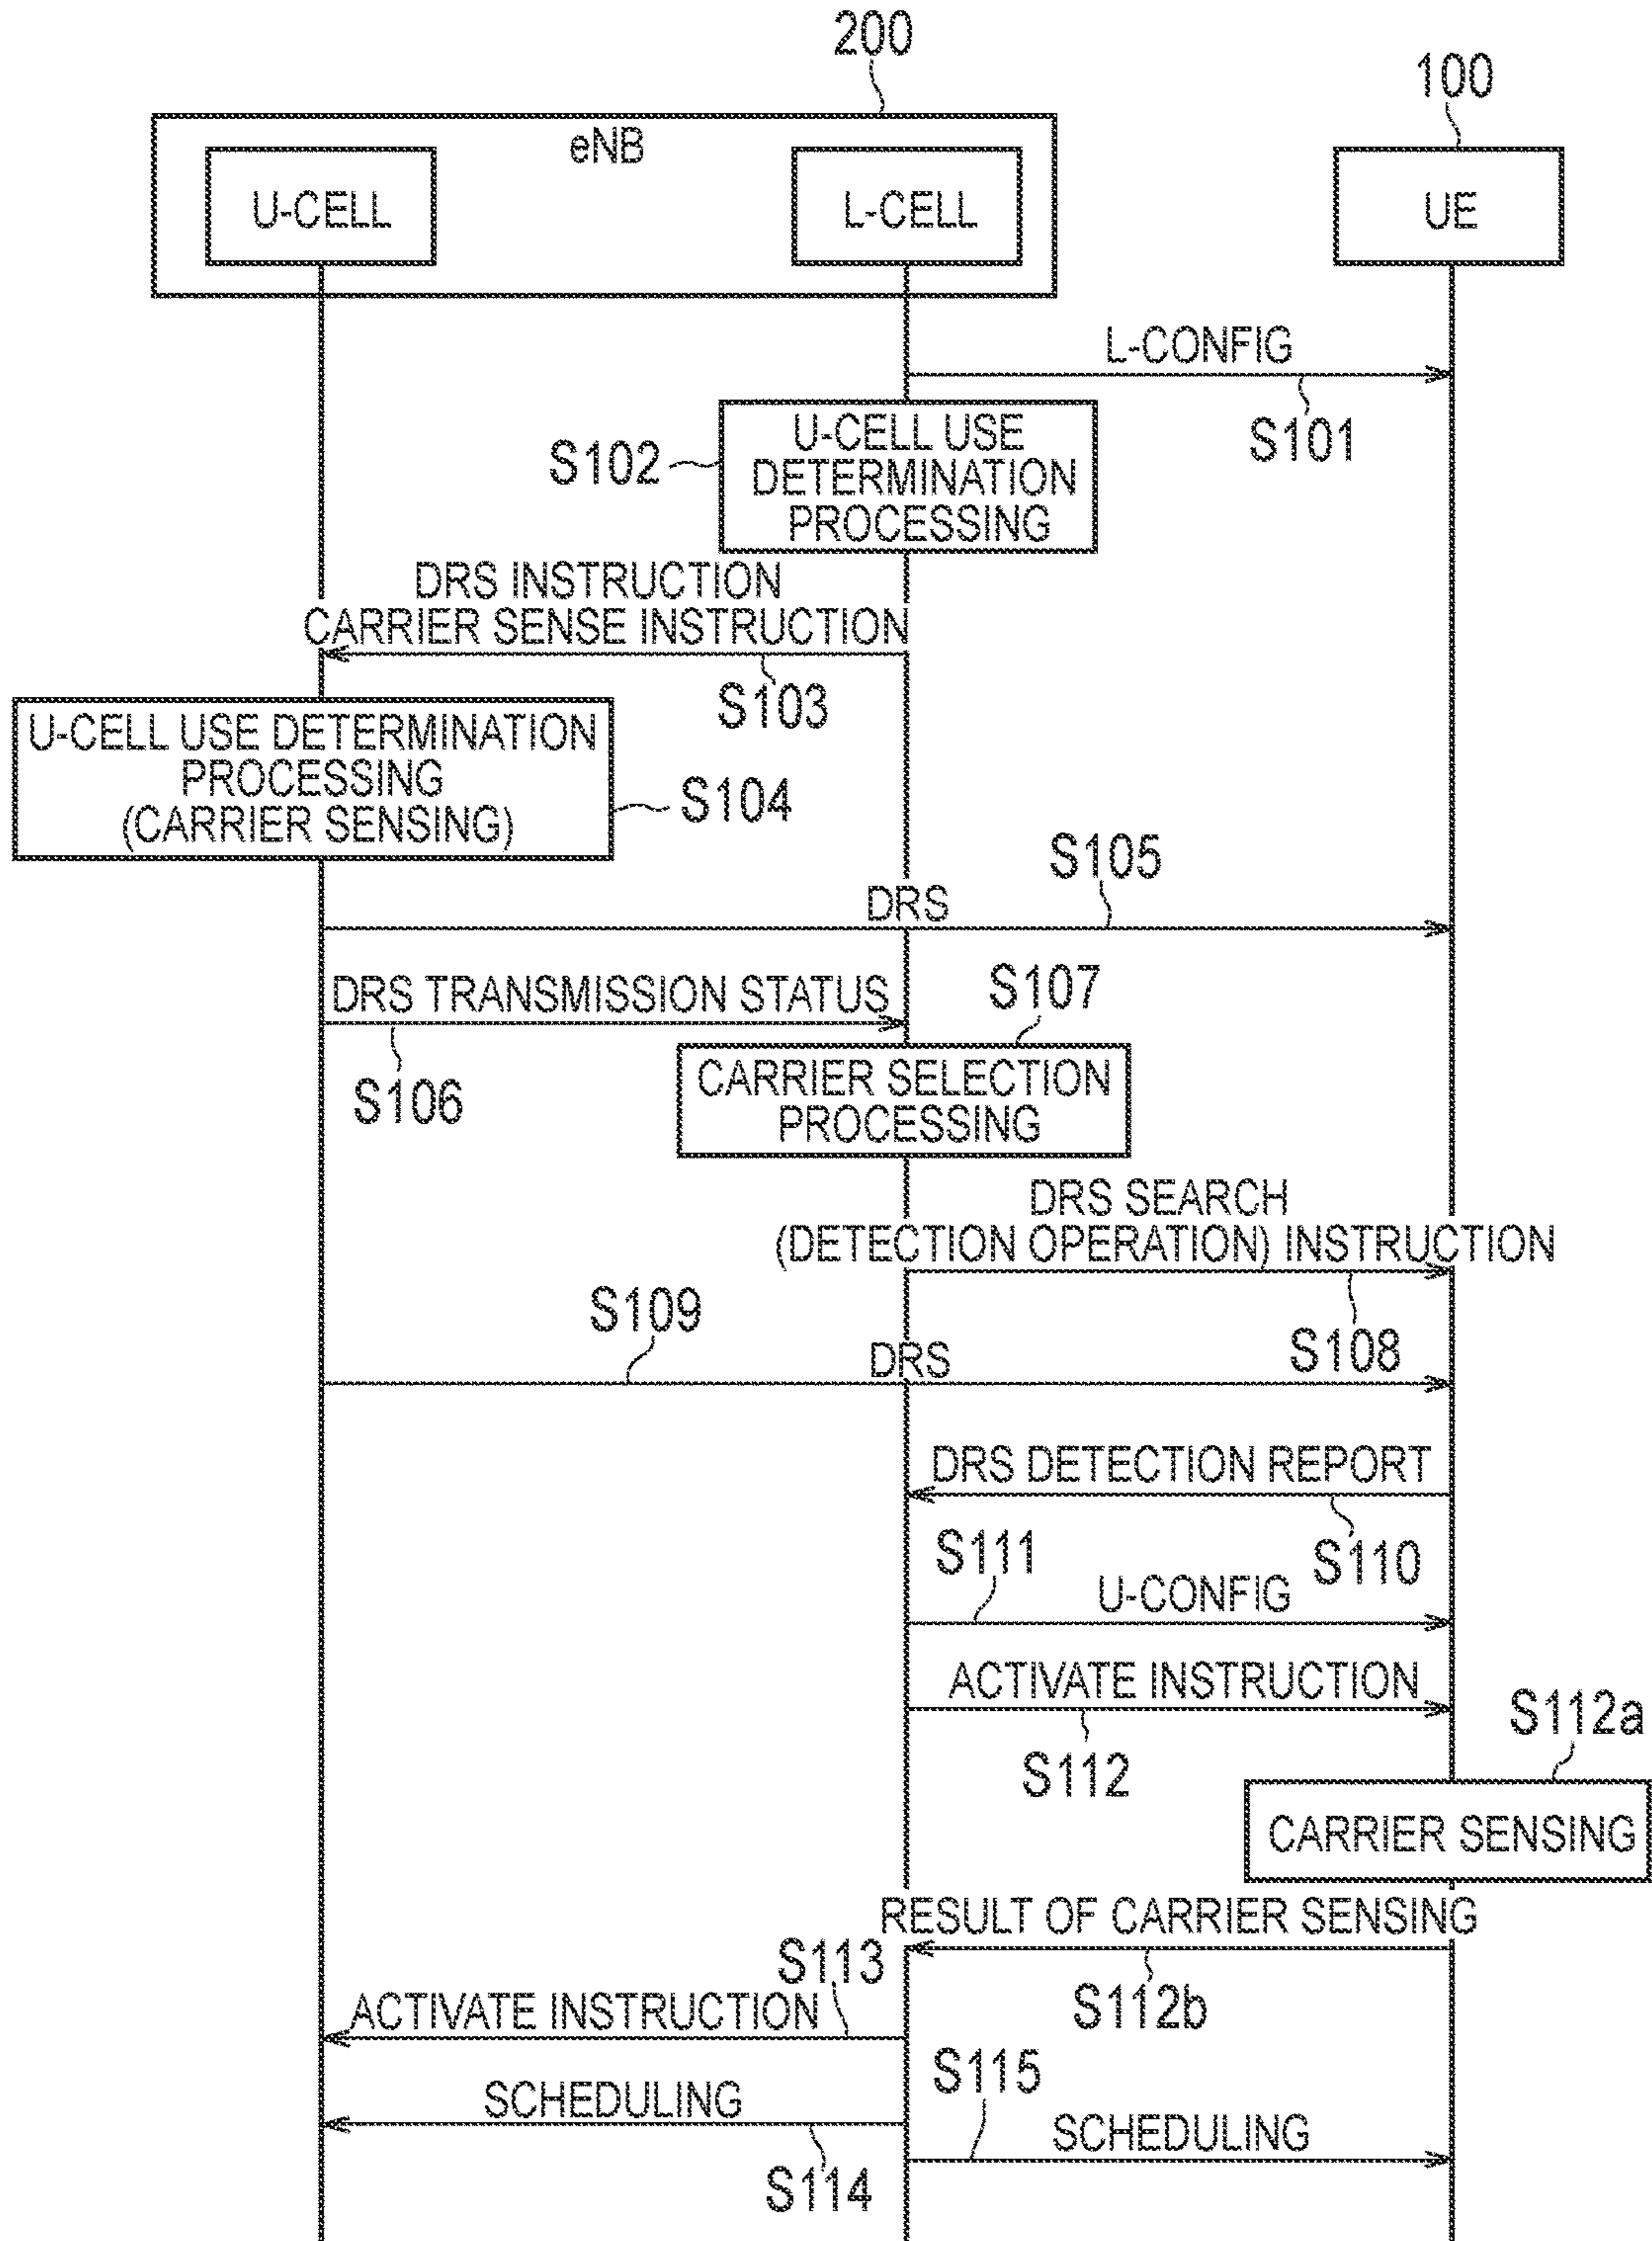 200
100
eNB
U-CELL
L-CELL
UE
L-CONFIG
S101
U-CELL USE
DETERMINATION
PROCESSING
S102
DRS INSTRUCTION
CARRIER SENSE INSTRUCTION
S103
U-CELL USE DETERMINATION
PROCESSING
(CARRIER SENSING)
S104
S105
DRS
DRS TRANSMISSION STATUS
S106
S107
CARRIER SELECTION
PROCESSING
DRS SEARCH
(DETECTION OPERATION) INSTRUCTION
S108
S109
DRS
DRS DETECTION REPORT
S110
S111
U-CONFIG
ACTIVATE INSTRUCTION
S112
S112a
CARRIER SENSING
RESULT OF CARRIER SENSING
S112b
S113
ACTIVATE INSTRUCTION
SCHEDULING
S114
S115
SCHEDULING